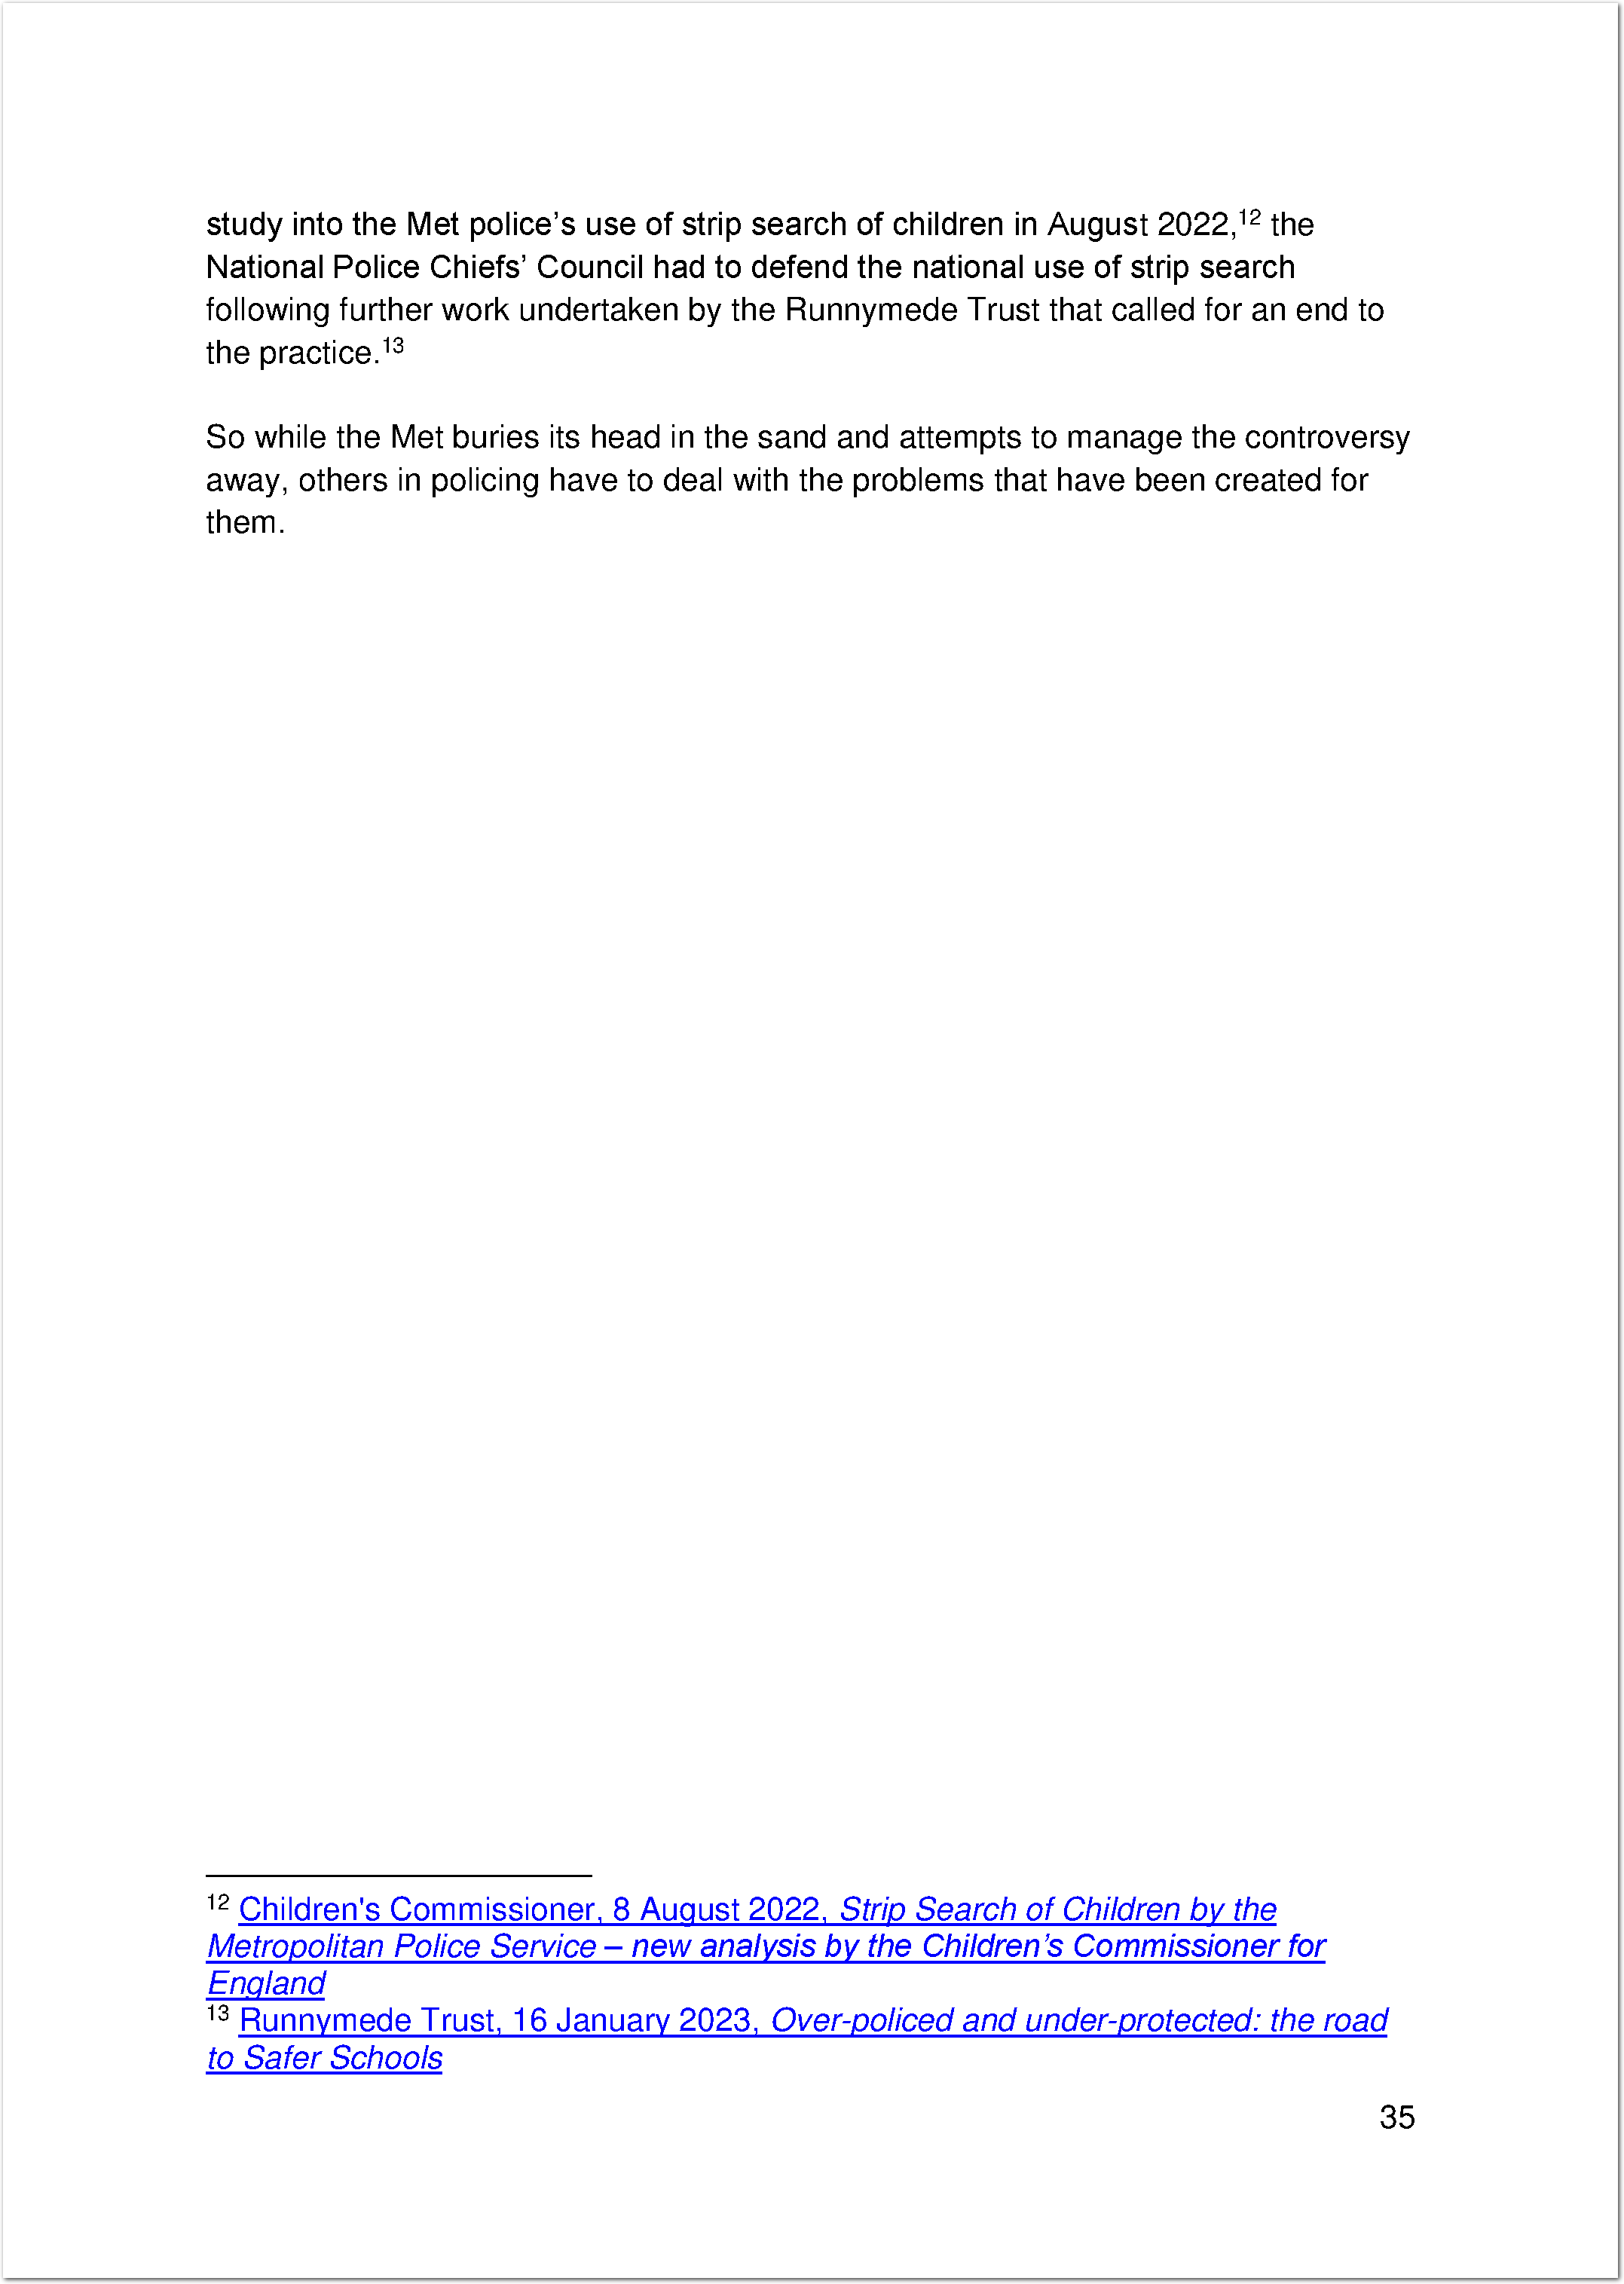 study into the Met police’s use of strip search of children in August 2022,12 the
National Police Chiefs’ Council had to defend the national use of strip search
following further work undertaken by the Runnymede Trust that called for an end to
the practice.13
So while the Met buries its head in the sand and attempts to manage the controversy
away, others in policing have to deal with the problems that have been created for
them.
12 Children's Commissioner, 8 August 2022, Strip Search of Children by the
Metropolitan Police Service – new analysis by the Children’s Commissioner for
England
13 Runnymede Trust, 16 January 2023, Over-policed and under-protected: the road
to Safer Schools
35